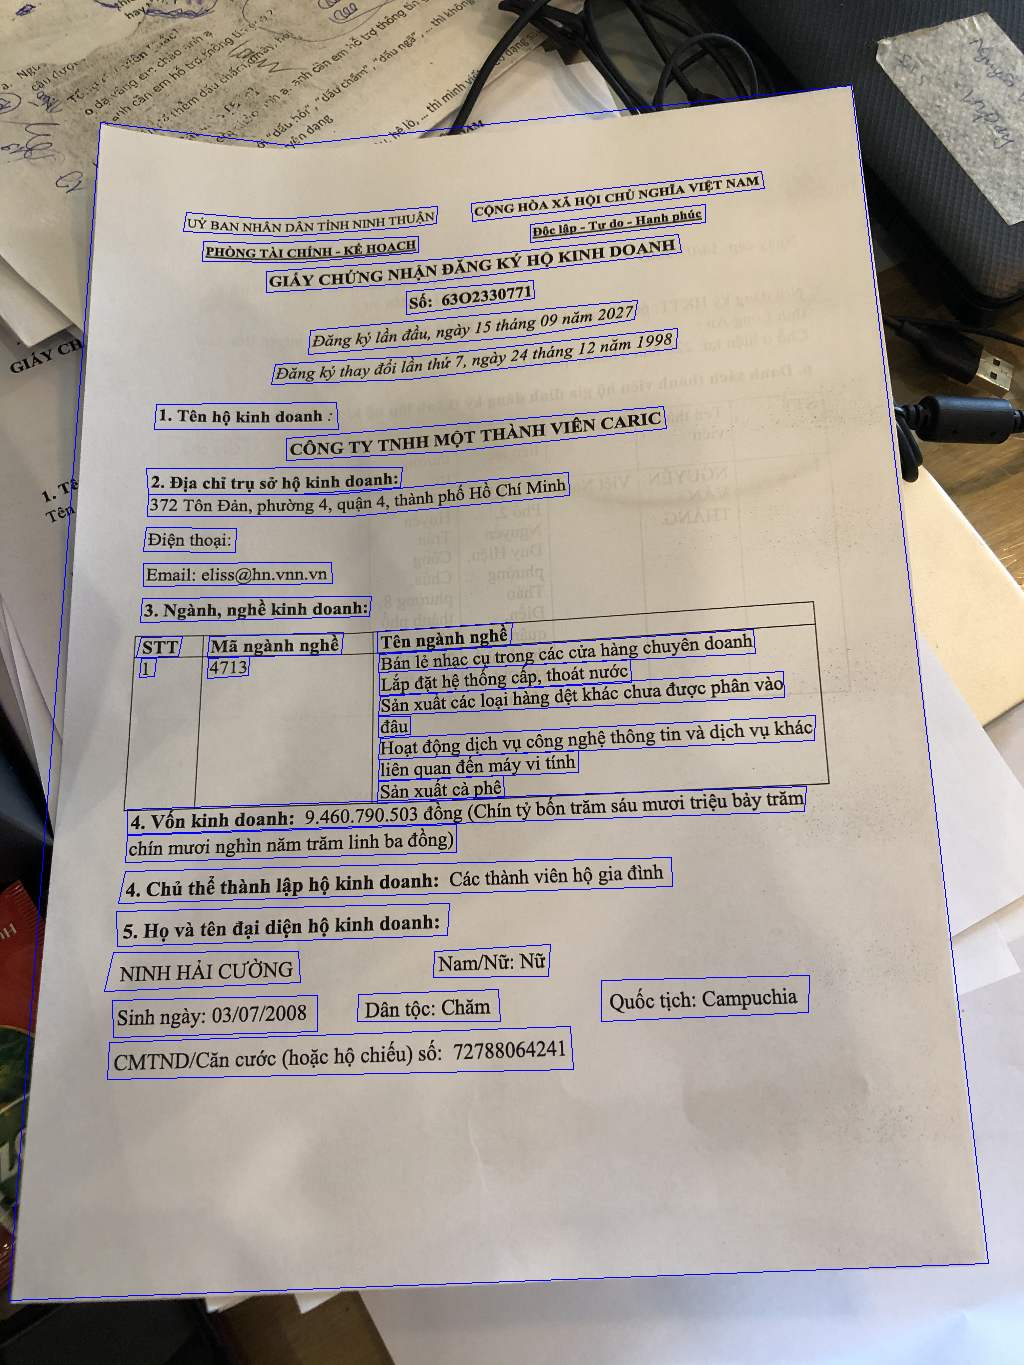 UỶ BAN NHÂN DÂN TỈNH NINH THUẬN
CỘNG HÒA XÃ HỘI CHỦ NGHĨA VIỆT NAM
PHÒNG TÀI CHÍNH - KẾ HOẠCH
Độc lập - Tự do - Hạnh phúc
GIẤY CHỨNG NHẬN ĐĂNG KÝ HỘ KINH DOANH
Số: 63O2330771
Đăng ký lần đầu, ngày 15 tháng 09 năm 2027
Đăng ký thay đổi lần thứ 7, ngày 24 tháng 12 năm 1998
1. Tên hộ kinh doanh :
CÔNG TY TNHH MỘT THÀNH VIÊN CARIC
2. Địa chỉ trụ sở hộ kinh doanh:
372 Tôn Đản, phường 4, quận 4, thành phố Hồ Chí Minh
Điện thoại:
Email: eliss@hn.vnn.vn
3. Ngành, nghề kinh doanh:
STT Mã ngành nghề Tên ngành nghề
1 4713 Bán lẻ nhạc cụ trong các cửa hàng chuyên doanh
Lắp đặt hệ thống cấp, thoát nước
Sản xuất các loại hàng dệt khác chưa được phân vào
đâu
Hoạt động dịch vụ công nghệ thông tin và dịch vụ khác
liên quan đến máy vi tính
Sản xuất cà phê
4. Vốn kinh doanh: 9.460.790.503 đồng (Chín tỷ bốn trăm sáu mươi triệu bảy trăm
chín mươi nghìn năm trăm linh ba đồng)
4. Chủ thể thành lập hộ kinh doanh: Các thành viên hộ gia đình
5. Họ và tên đại diện hộ kinh doanh:
NINH HẢI CƯỜNG Nam/Nữ: Nữ
Sinh ngày: 03/07/2008 Dân tộc: Chăm Quốc tịch: Campuchia
CMTND/Căn cước (hoặc hộ chiếu) số: 72788064241